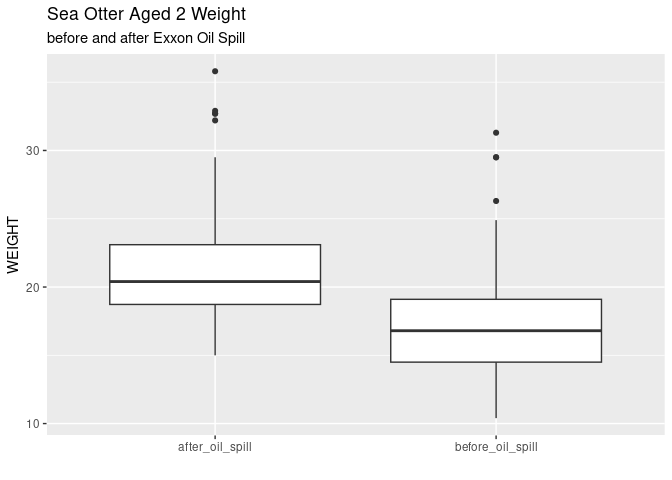 Sea Otter Aged 2 Weight
before and after Exxon Oil Spill
30
20
10
WEIGHT
after_oil_spill
before_oil_spill